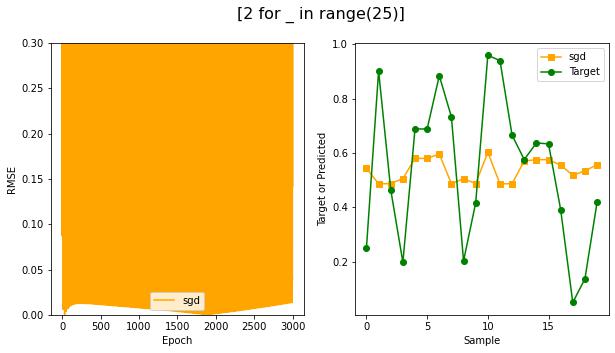 [2 for _ in range(25)]
0.30
0.25
0.20
0.15
0.10
0.05
0.00
RMSE
0 500 1000 1500 2000 2500 3000
Epoch
sgd
1.0
0.8
0.6
0.4
0.2
Target or Predicted
0 5 10 15
Sample
sgd
Target